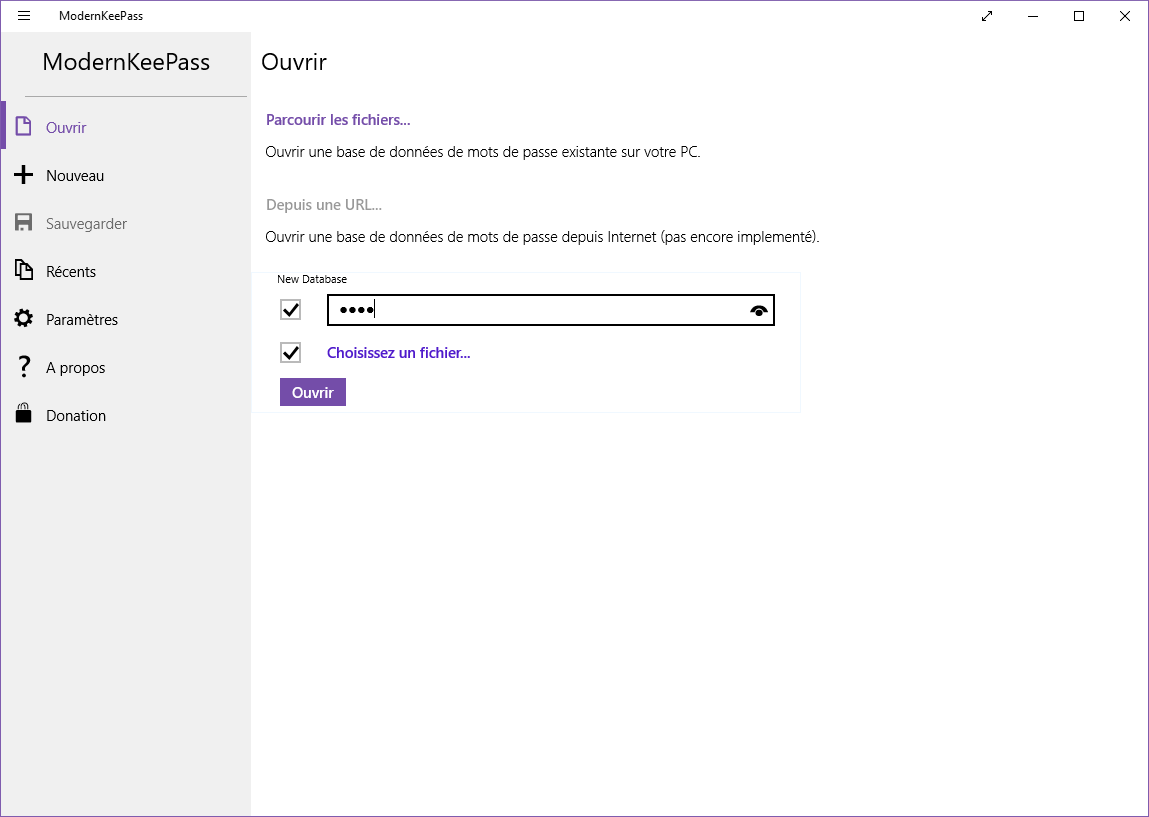 ModernKeePass
ModernKeePass
Ouvrir
Nouveau
Sauvegarder
Récents
Paramètres
A propos
Donation
Ouvrir
Parcourir les fichiers...
Ouvrir une base de données de mots de passe existante sur votre PC.
Depuis une URL...
Ouvrir une base de données de mots de passe depuis Internet (pas encore implementé).
New Database
••••
Choisissez un fichier...
Ouvrir